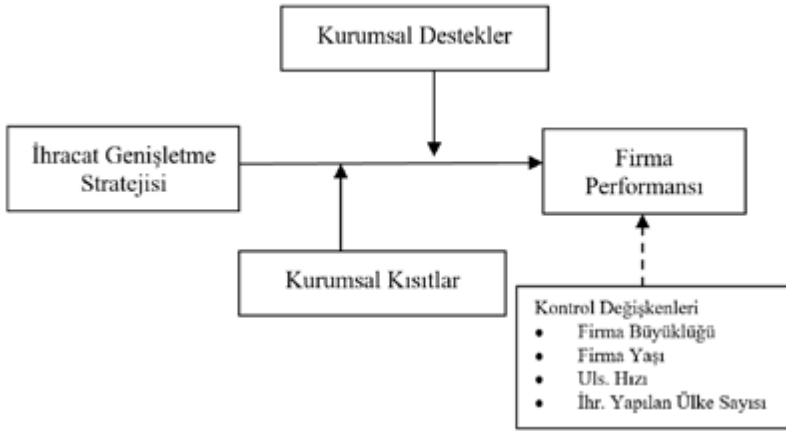 Kurumsal Destekler
İhracat Genişletme
Stratejisi
Firma
Performansı
Kurumsal Kısıtlar
Kontrol Değişkenleri
• Firma Büyüklüğü
• Firma Yaşı
• Uls. Hızı
• İhr. Yapılan Ülke Sayısı